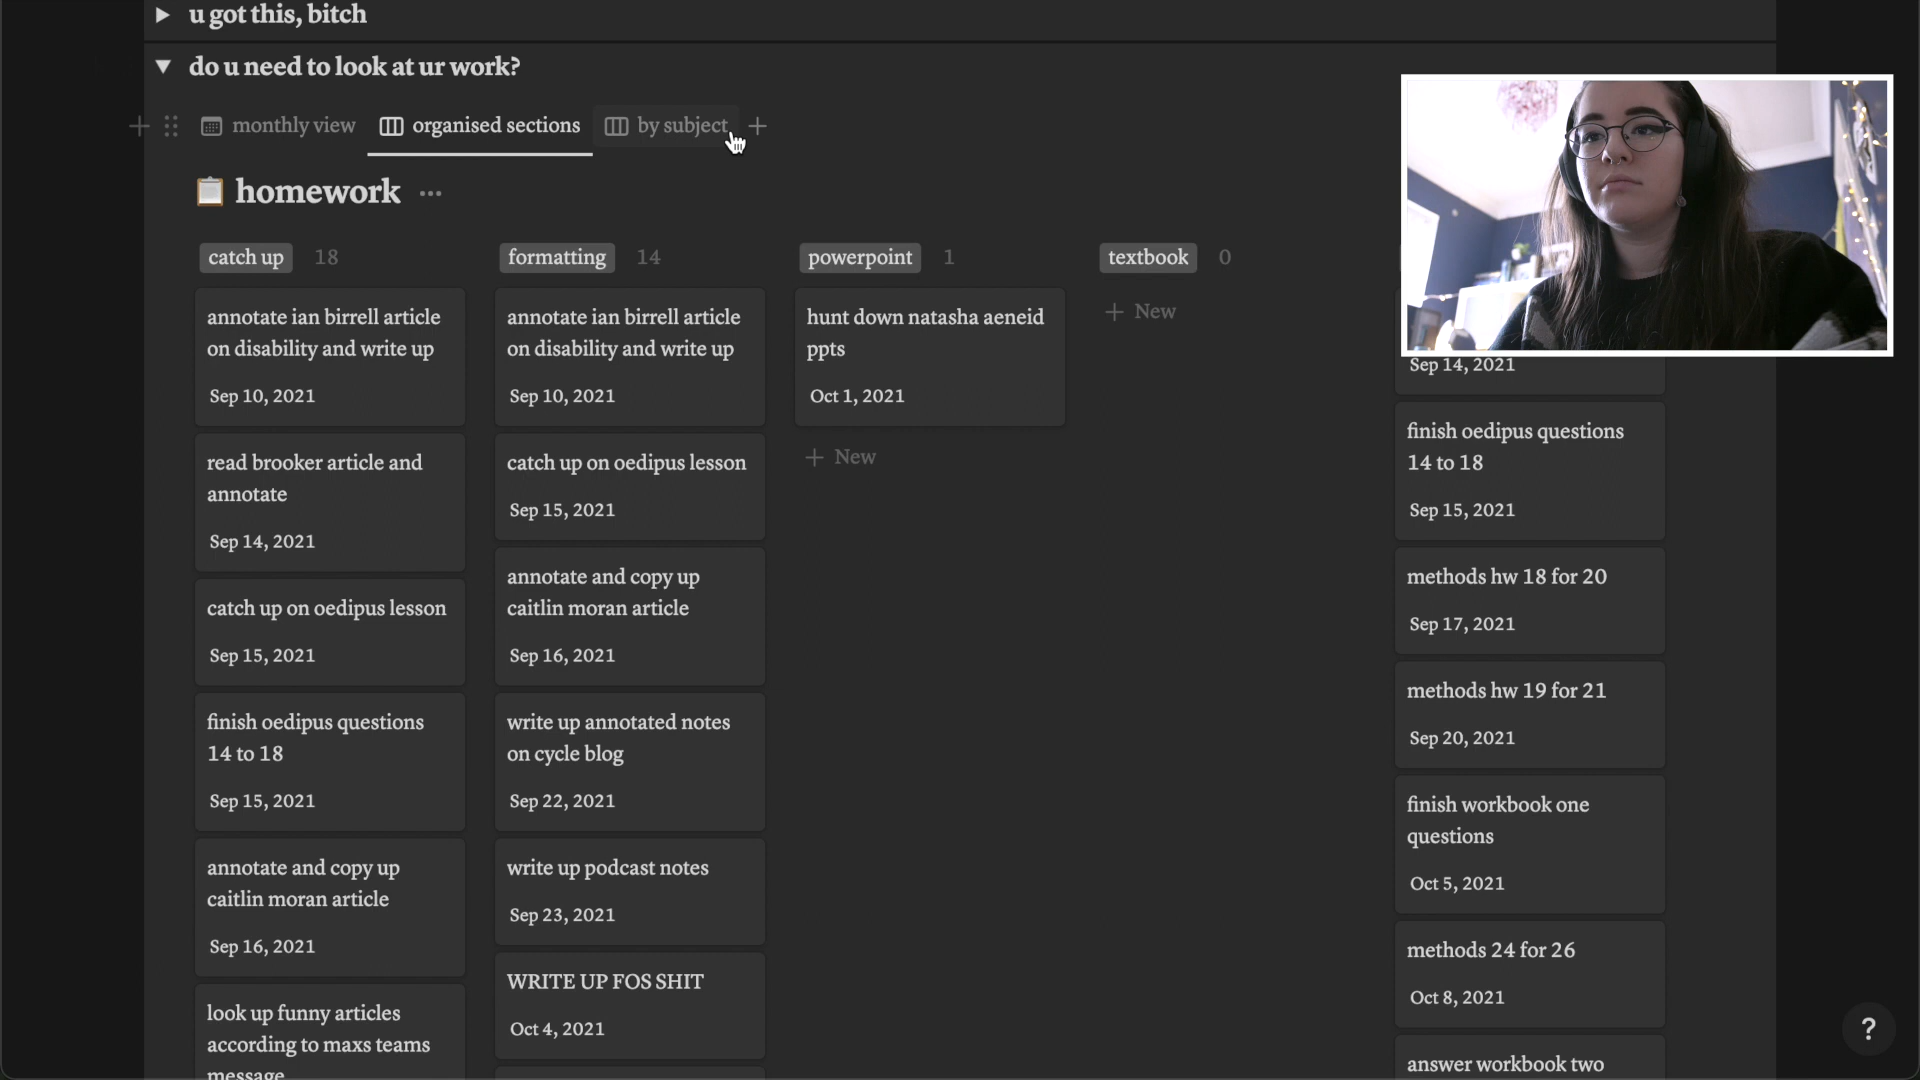 u got this, bitch
do u need to look at ur work?
monthly view organised sections by subject
homework
catch up 18
annotate ian birrell article
on disability and write up
Sep 10, 2021
read brooker article and
annotate
Sep 14, 2021
catch up on oedipus lesson
Sep 15, 2021
finish oedipus questions
14 to 18
Sep 15, 2021
annotate and copy up
caitlin moran article
Sep 16, 2021
look up funny articles
according to maxs teams
message
formatting 14
annotate ian birrell article
on disability and write up
Sep 10, 2021
catch up on oedipus lesson
Sep 15, 2021
annotate and copy up
caitlin moran article
Sep 16, 2021
write up annotated notes
on cycle blog
Sep 22, 2021
write up podcast notes
Sep 23, 2021
WRITE UP FOS SHIT
Oct 4, 2021
powerpoint 1
hunt down natasha aeneid
ppts
Oct 1, 2021
+ New
textbook 0
+ New
Sep 14, 2021
finish oedipus questions
14 to 18
Sep 15, 2021
methods hw 18 for 20
Sep 17, 2021
methods hw 19 for 21
Sep 20, 2021
finish workbook one
questions
Oct 5, 2021
methods 24 for 26
Oct 8, 2021
answer workbook two
?